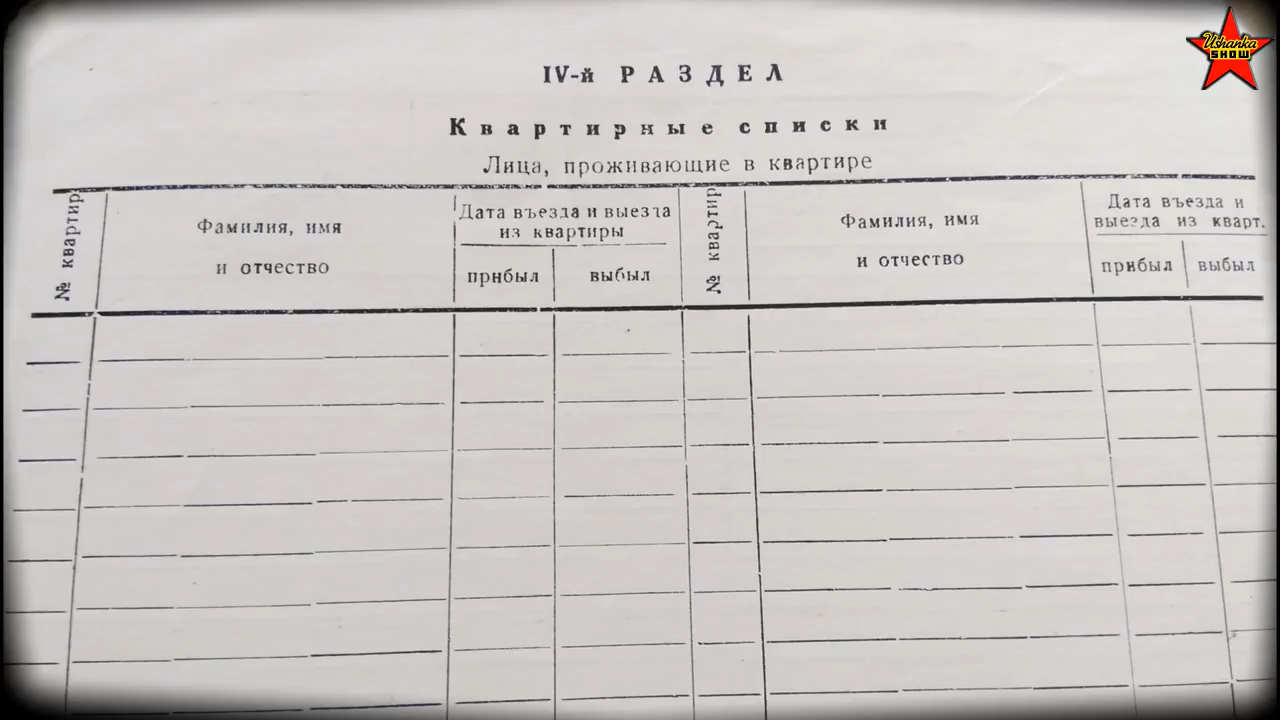 Ushanka
SHOW
IV-й РАЗДЕЛ
Квартирные списки
Лица, проживающие в квартире
№ квартир
Фамилия, имя
и отчество
Дата въезда и выезда
из квартиры
прибыл
выбыл
№ квартир
Фамилия, имя
и отчество
Дата въезда и
выезда из кварт.
прибыл
выбыл